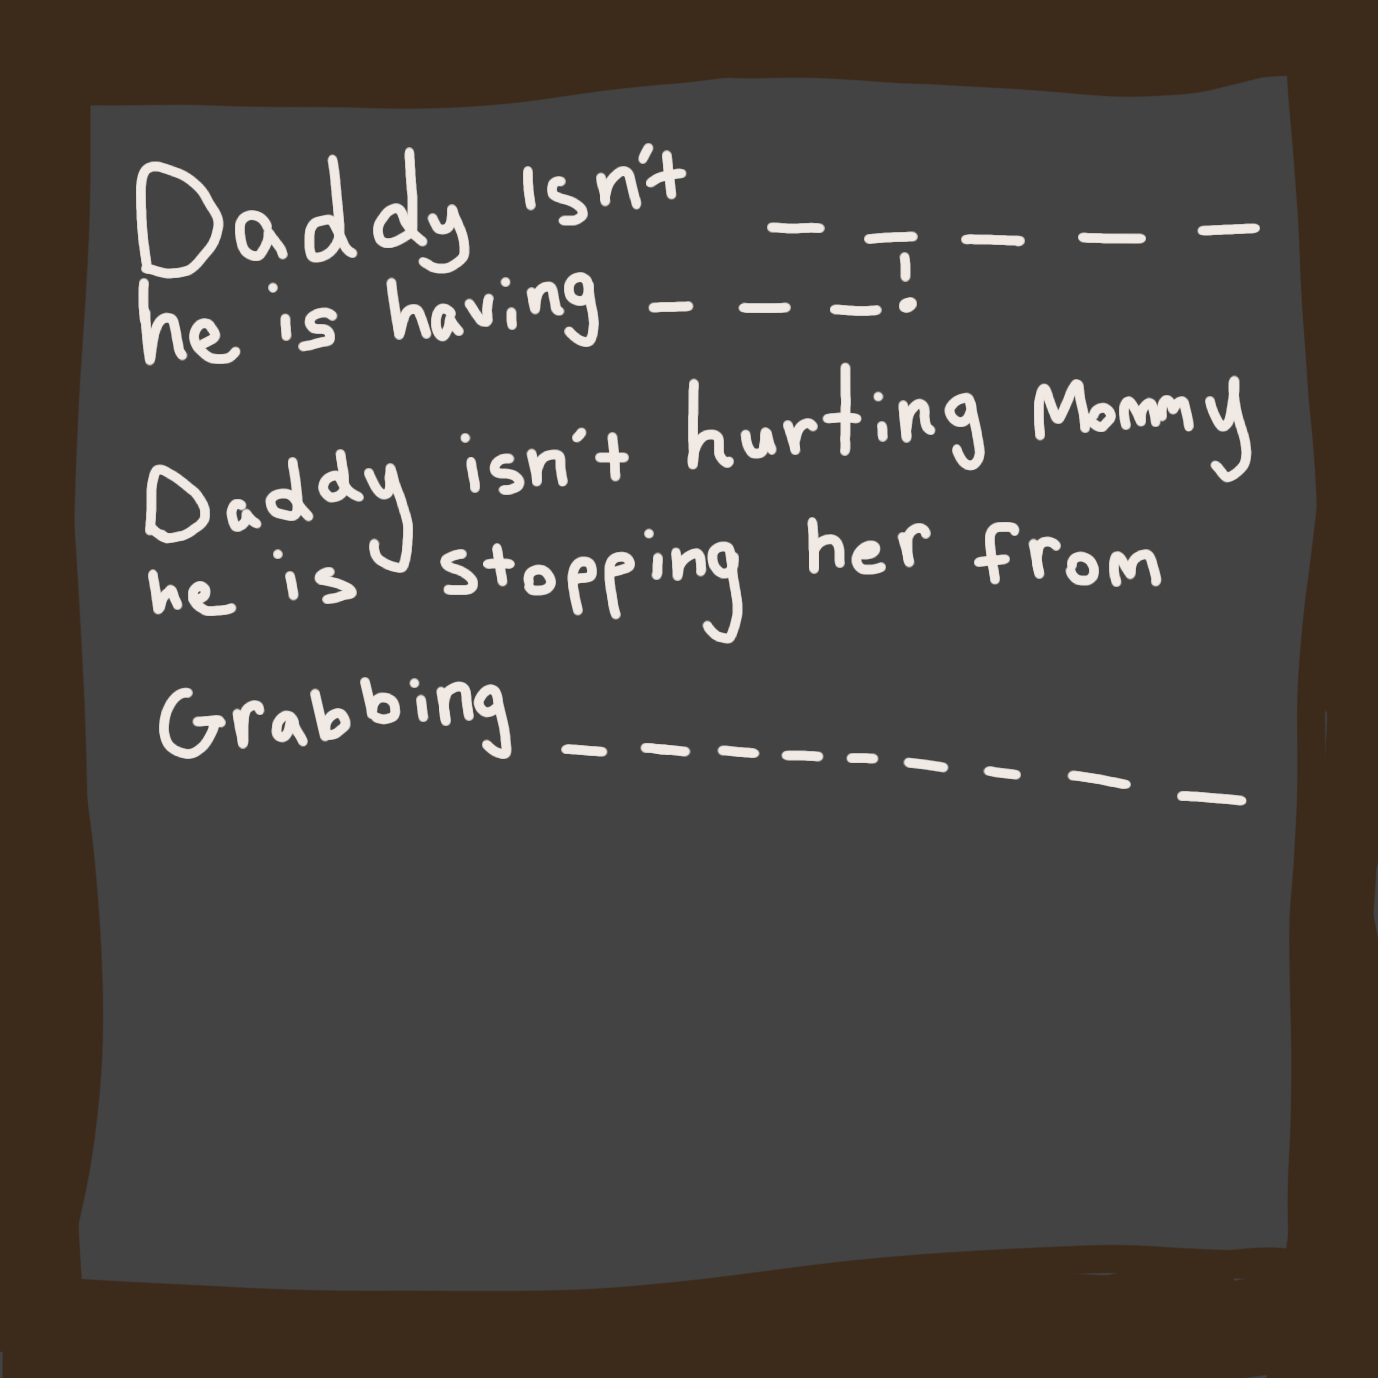 Daddy isn't _ _ _ _ _
he is having _ _ _!
Daddy isn't hurting Mommy
he is stopping her from
Grabbing _ _ _ _ _ _ _ _ _